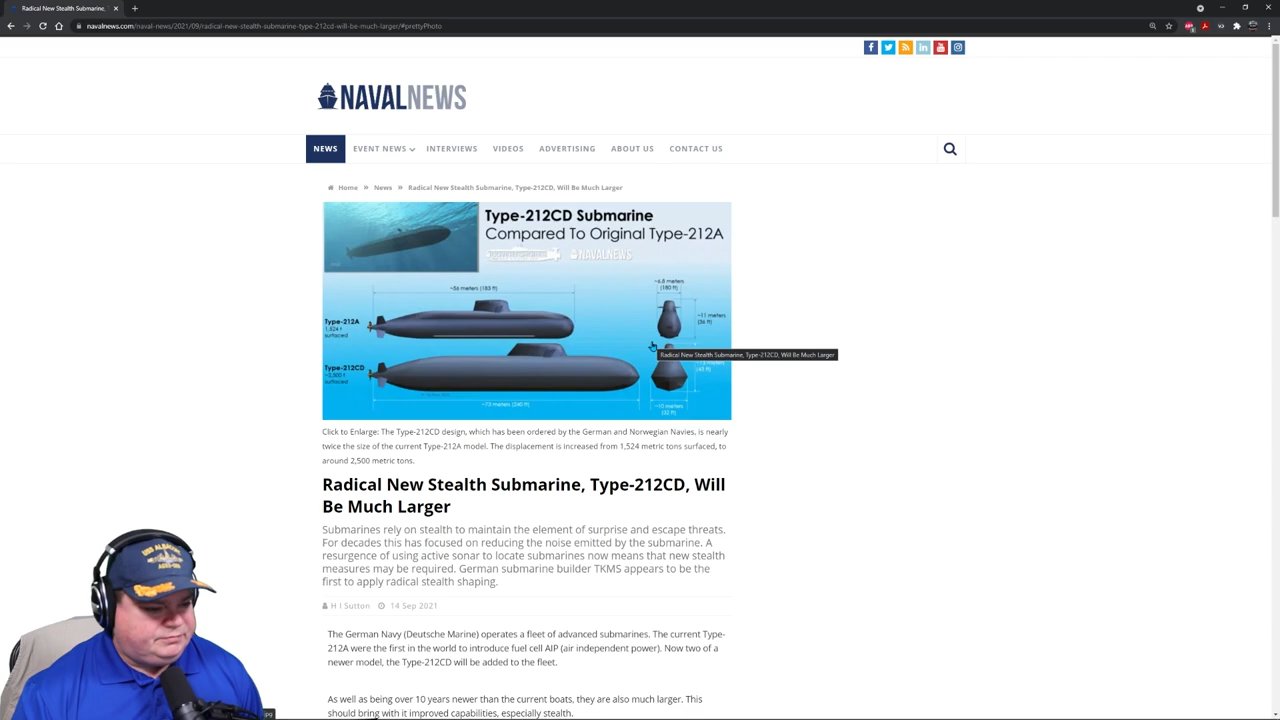 Radical New Stealth Submarine,
navalnews.com/naval-news/2021/09/radical-new-stealth-submarine-type-212cd-will-be-much-larger/#prettyPhoto
NAVALNEWS
NEWS
EVENT NEWS
INTERVIEWS
VIDEOS
ADVERTISING
ABOUT US
CONTACT US
Home » News » Radical New Stealth Submarine, Type-212CD, Will Be Much Larger
Type-212CD Submarine
Compared To Original Type-212A
NAVALNEWS
~56 meters (183 ft)
~6.8 meters
(180 ft)
Type-212A
1,524 t
surfaced
~11 meters
(36 ft)
Radical New Stealth Submarine, Type-212CD, Will Be Much Larger
Type-212CD
~2,500 t
surfaced
(43 ft)
~73 meters (240 ft)
~10 meters
(32 ft)
Click to Enlarge: The Type-212CD design, which has been ordered by the German and Norwegian Navies, is nearly
twice the size of the current Type-212A model. The displacement is increased from 1,524 metric tons surfaced, to
around 2,500 metric tons.
Radical New Stealth Submarine, Type-212CD, Will
Be Much Larger
Submarines rely on stealth to maintain the element of surprise and escape threats.
For decades this has focused on reducing the noise emitted by the submarine. A
resurgence of using active sonar to locate submarines now means that new stealth
measures may be required. German submarine builder TKMS appears to be the
first to apply radical stealth shaping.
H I Sutton 14 Sep 2021
The German Navy (Deutsche Marine) operates a fleet of advanced submarines. The current Type-
212A were the first in the world to introduce fuel cell AIP (air independent power). Now two of a
newer model, the Type-212CD will be added to the fleet.
As well as being over 10 years newer than the current boats, they are also much larger. This
should bring with it improved capabilities, especially stealth.
jpg